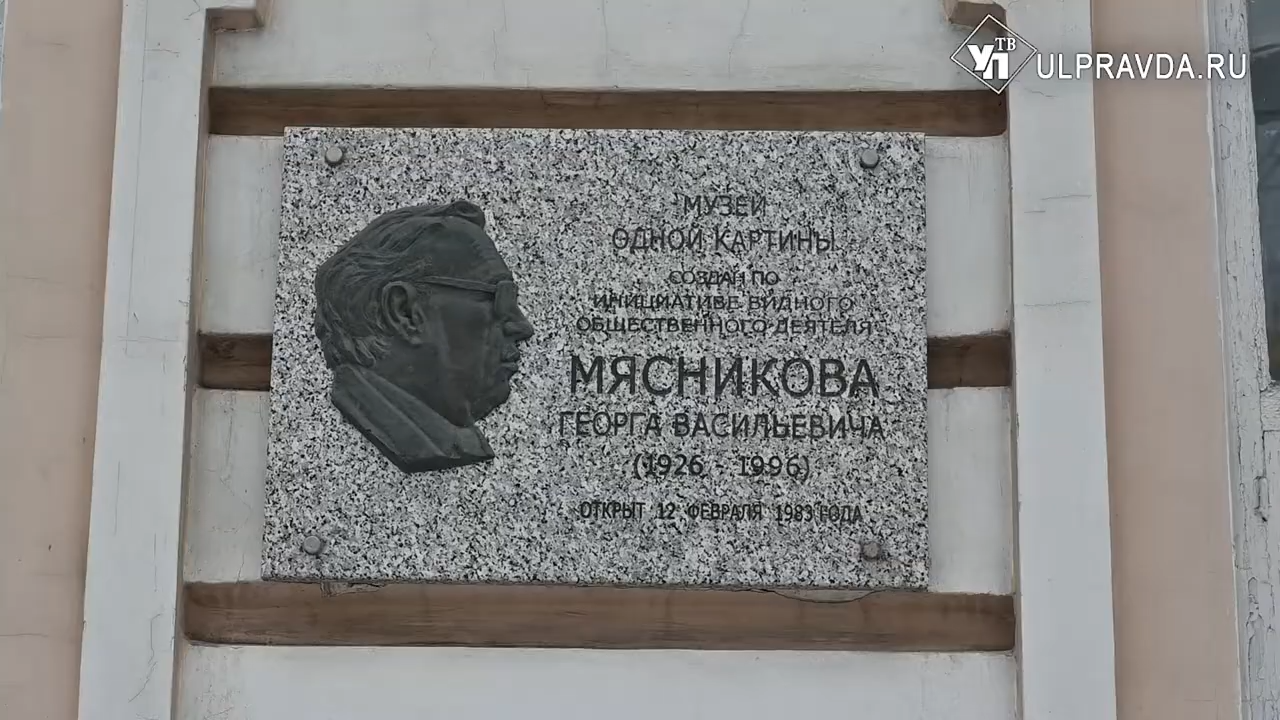 УП ТВ
ULPRAVDA.RU
МУЗЕЙ
ОДНОЙ КАРТИНЫ
СОЗДАН ПО
ИНИЦИАТИВЕ ВИДНОГО
ОБЩЕСТВЕННОГО ДЕЯТЕЛЯ
МЯСНИКОВА
ГЕОРГА ВАСИЛЬЕВИЧА
(1926 - 1996)
ОТКРЫТ 12 ФЕВРАЛЯ 1983 ГОДА